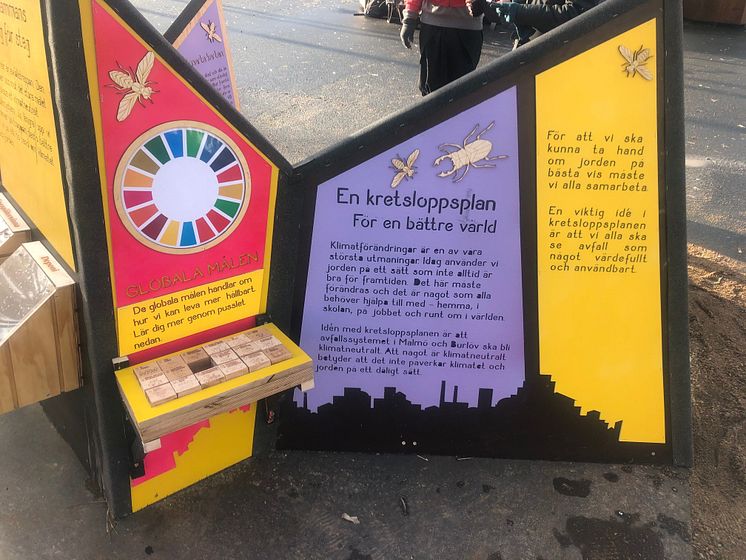 GLOBALA MÅLEN
De globala målen handlar om
hur vi kan leva mer hållbart.
Lär dig mer genom pusslet
nedan.
En kretsloppsplan
För en bättre värld
Klimatförändringar är en av våra
största utmaningar. Idag använder vi
jorden på ett sätt som inte alltid är
bra för framtiden. Det här måste
förändras och det är något som alla
behöver hjälpa till med - hemma, i
skolan, på jobbet och runt om i världen.
Idén med kretsloppsplanen är att
avfallssystemet i Malmö och Burlöv ska bli
klimatneutralt. Att något är klimatneutralt
betyder att det inte påverkar klimatet och
jorden på ett dåligt sätt.
För att vi ska
kunna ta hand
om jorden på
bästa vis måste
vi alla samarbeta.
En viktig idé i
kretsloppsplanen
är att vi alla ska
se avfall som
något värdefullt
och användbart.